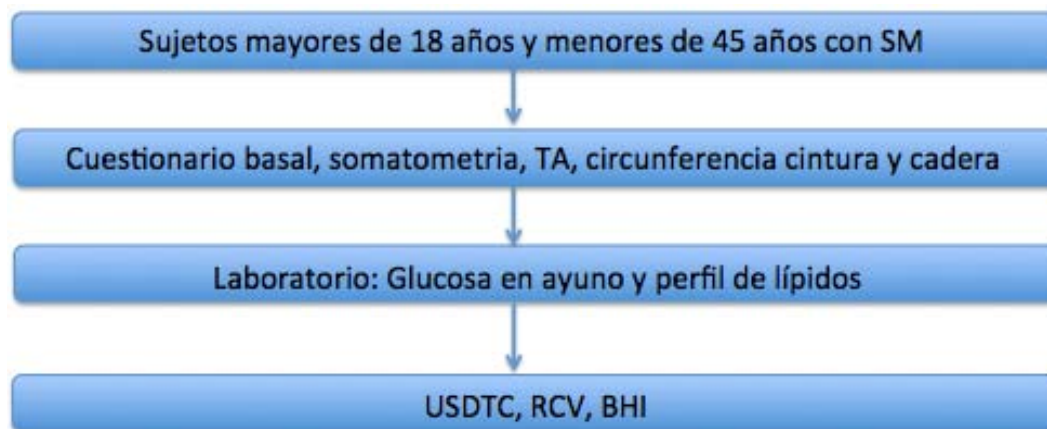 Sujetos mayores de 18 años y menores de 45 años con SM
Cuestionario basal, somatometria, TA, circunferencia cintura y cadera
Laboratorio: Glucosa en ayuno y perfil de lípidos
USDTC, RCV, BHI